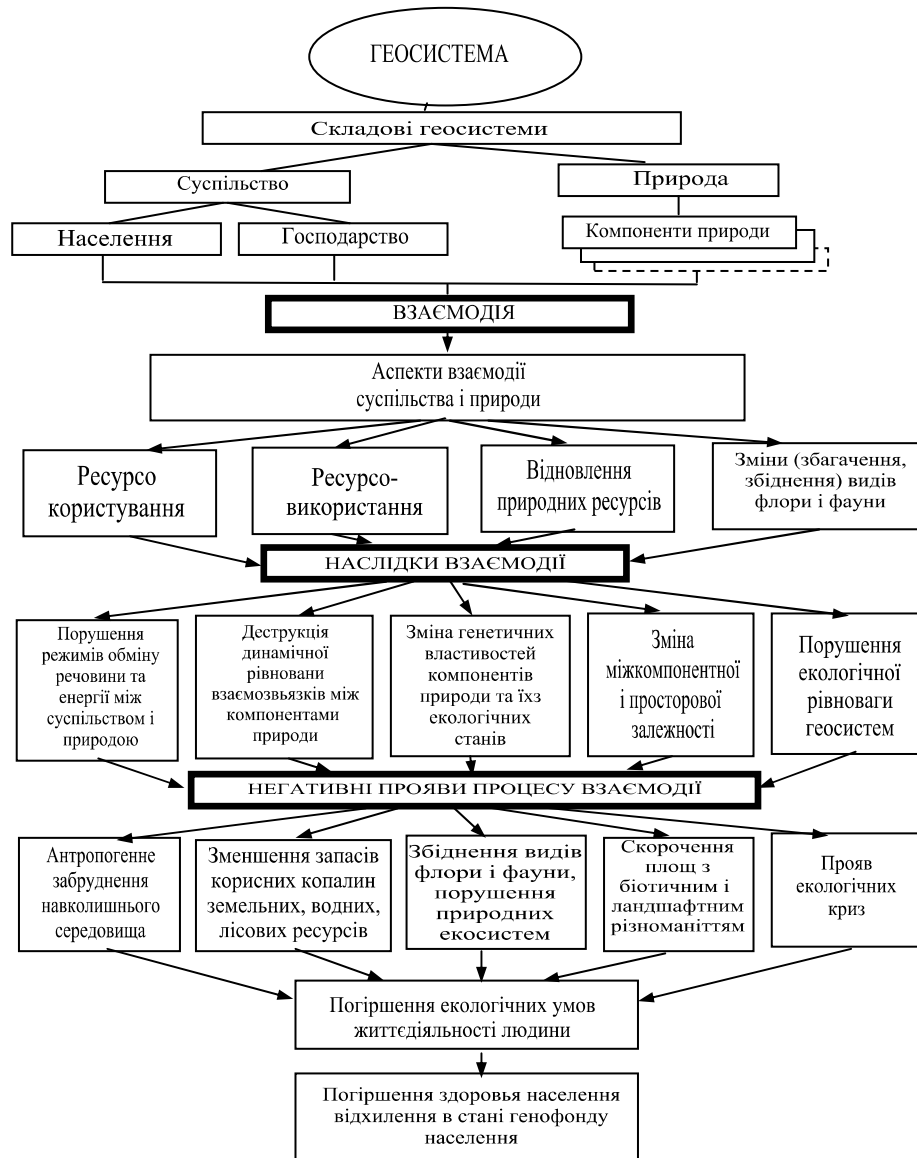 ГЕОСИСТЕМА
Складові геосистеми
Суспільство
Природа
Населення
Господарство
Компоненти природи
ВЗАЄМОДІЯ
Аспекти взаємодії
суспільства і природи
Ресурсо
користування
Ресурсо-
використання
Відновлення
природних ресурсів
Зміни (збагачення,
збіднення) видів
флори і фауни
НАСЛІДКИ ВЗАЄМОДІЇ
Порушення
режимів обміну
речовини та
енергії між
суспільством і
природою
Деструкція
динамічної
рівновани
взаємозвьязків між
компонентами
природи
Зміна генетичних
властивостей
компонентів
природи та їхз
екологічних
станів
Зміна
міжкомпонентної
і просторової
залежності
Порушення
екологічної
рівноваги
геосистем
НЕГАТИВНІ ПРОЯВИ ПРОЦЕСУ ВЗАЄМОДІЇ
Антропогенне
забруднення
навколишнього
середовища
Зменшення запасів
корисних копалин
земельних, водних,
лісових ресурсів
Збіднення видів
флори і фауни,
порушення
природних
екосистем
Скорочення
площ з
біотичним і
ландшафтним
різноманіттям
Прояв
екологічних
криз
Погіршення екологічних умов
життєдіяльності людини
Погіршення здоровья населення
відхилення в стані генофонду
населення